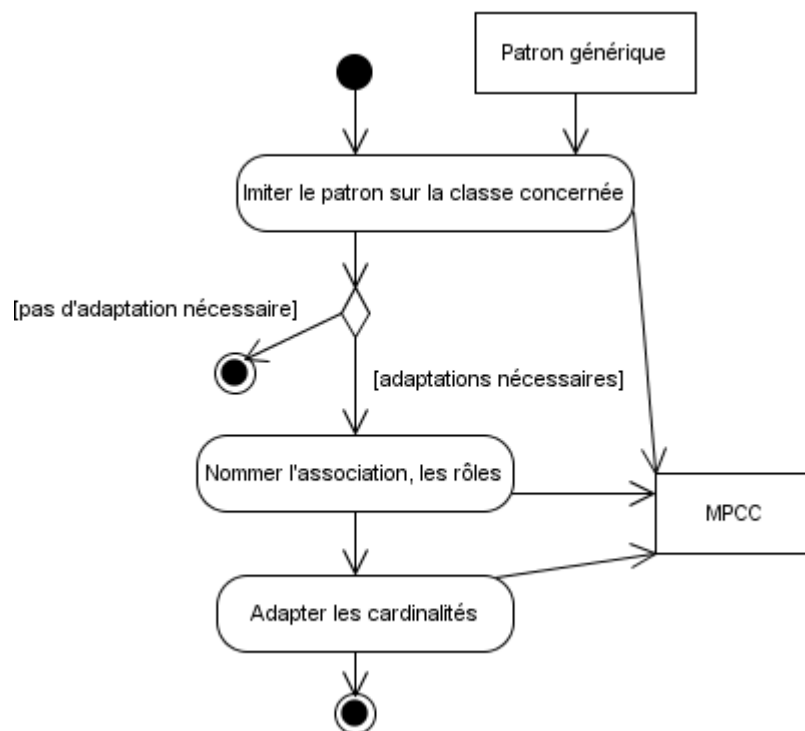 Patron générique
Imiter le patron sur la classe concernée
[pas d'adaptation nécessaire]
[adaptations nécessaires]
Nommer l'association, les rôles
MPCC
Adapter les cardinalités